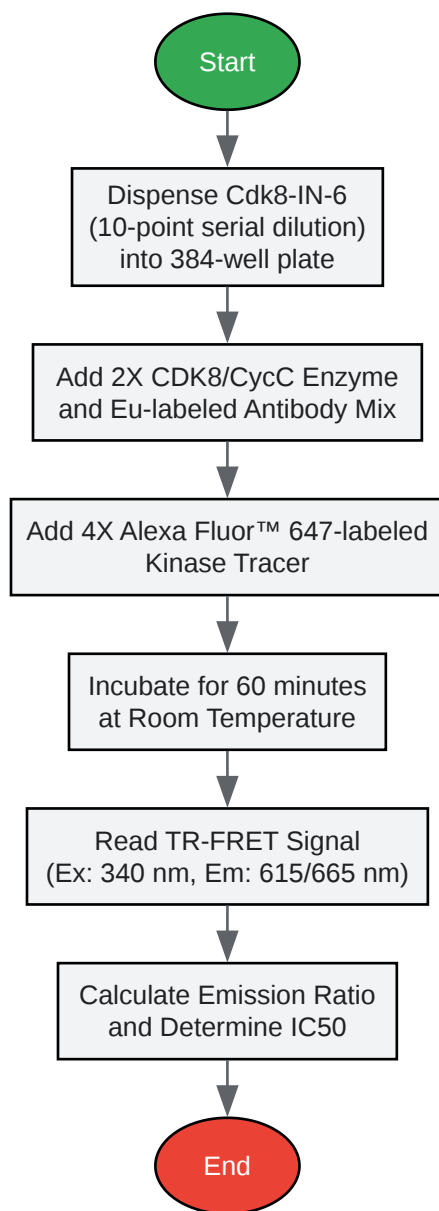 Start
Dispense Cdk8-IN-6
(10-point serial dilution)
into 384-well plate
Add 2X CDK8/CycC Enzyme
and Eu-labeled Antibody Mix
Add 4X Alexa Fluor™ 647-labeled
Kinase Tracer
Incubate for 60 minutes
at Room Temperature
Read TR-FRET Signal
(Ex: 340 nm, Em: 615/665 nm)
Calculate Emission Ratio
and Determine IC50
End